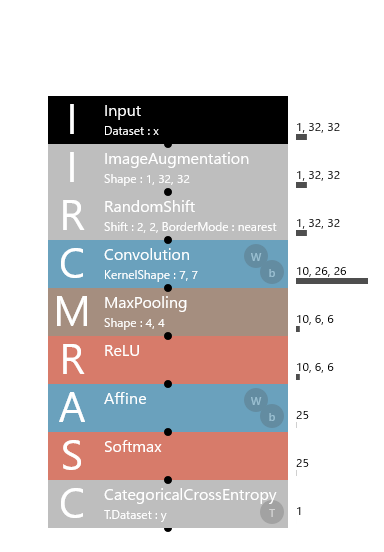 I Input
Dataset : x
1, 32, 32
I ImageAugmentation
Shape : 1, 32, 32
1, 32, 32
R RandomShift
Shift : 2, 2, BorderMode : nearest
1, 32, 32
C Convolution W
KernelShape : 7, 7 b
10, 26, 26
M MaxPooling
Shape : 4, 4
10, 6, 6
R ReLU
10, 6, 6
A Affine W
b
25
S Softmax
25
C CategoricalCrossEntropy
T.Dataset : y T
1